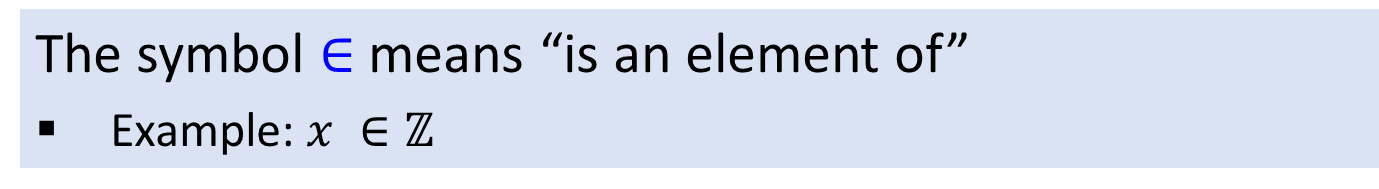 The symbol ∈ means “is an element of”
▪ Example: 𝑥 ∈ ℤ